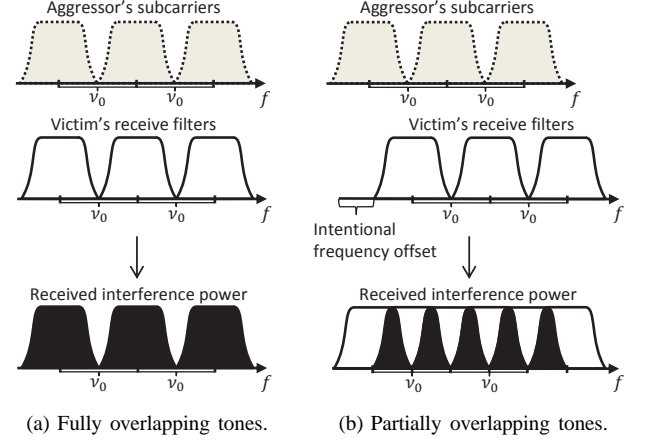 Aggressor's subcarriers
ν₀ ν₀ f
Victim's receive filters
ν₀ ν₀ f
Received interference power
ν₀ ν₀ f
(a) Fully overlapping tones.
Aggressor's subcarriers
ν₀ ν₀ f
Victim's receive filters
ν₀ ν₀ f
Intentional
frequency offset
Received interference power
ν₀ ν₀ f
(b) Partially overlapping tones.